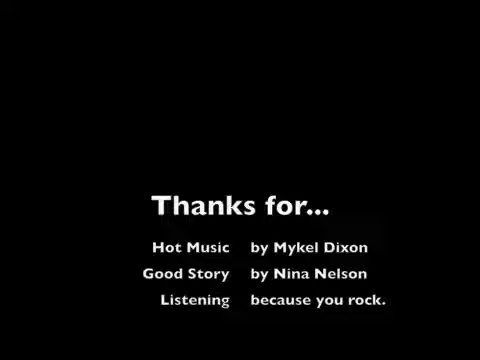 Thanks for...
Hot Music by Mykel Dixon
Good Story by Nina Nelson
Listening because you rock.